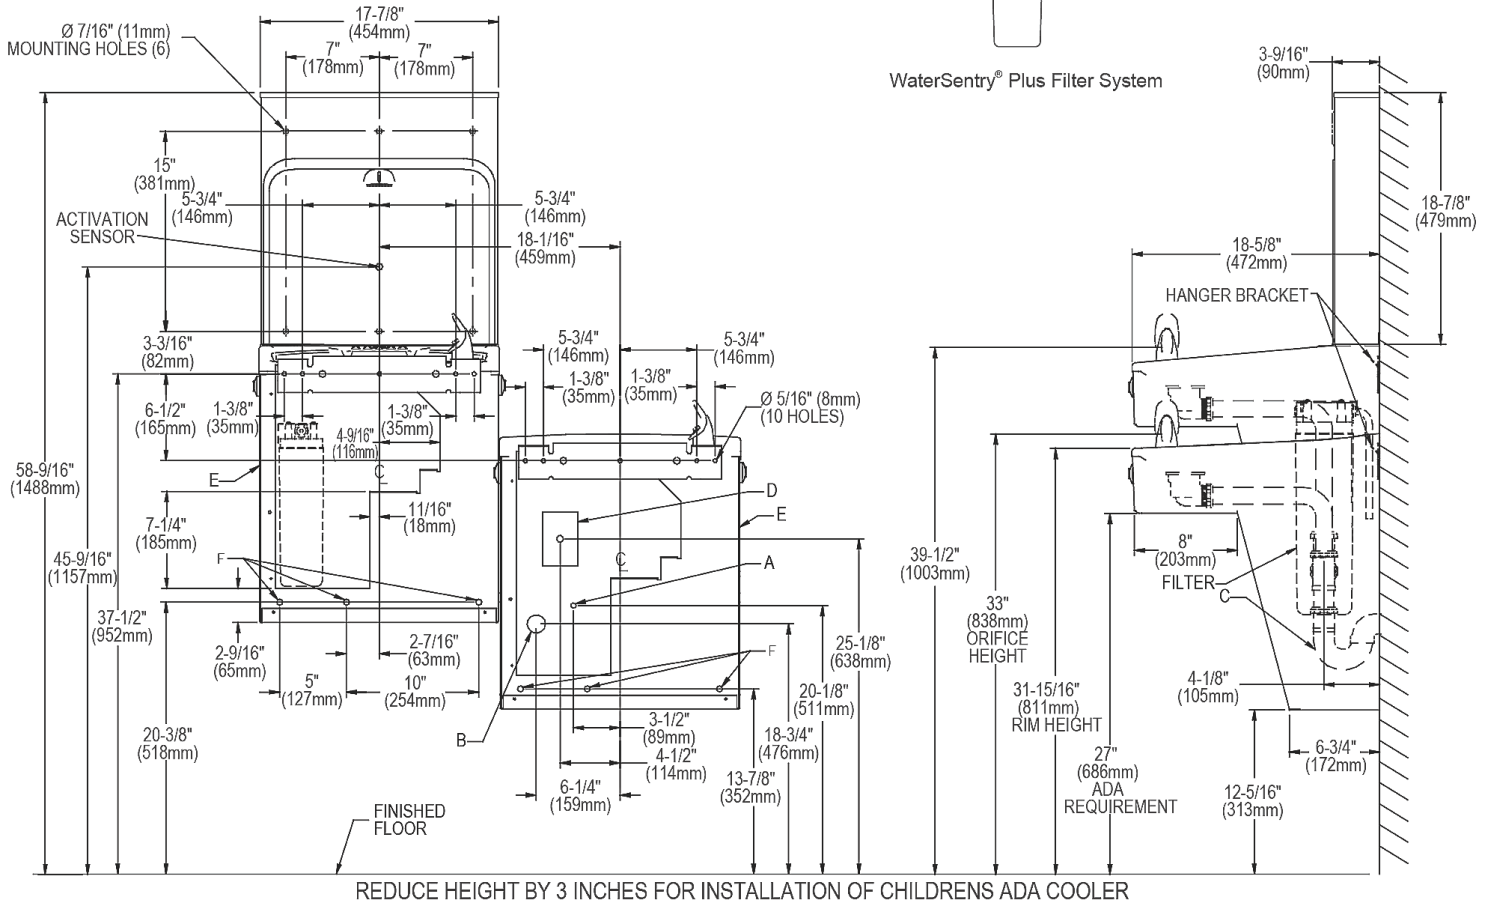 17-7/8"
(454mm)
Ø 7/16" (11mm)
MOUNTING HOLES (6)
7"
(178mm)
7"
(178mm)
WaterSentry® Plus Filter System
3-9/16"
(90mm)
15"
(381mm)
5-3/4"
(146mm)
5-3/4"
(146mm)
ACTIVATION
SENSOR
18-1/16"
(459mm)
18-7/8"
(479mm)
18-5/8"
(472mm)
HANGER BRACKET
3-3/16"
(82mm)
5-3/4"
(146mm)
5-3/4"
(146mm)
6-1/2"
(165mm)
1-3/8"
(35mm)
1-3/8"
(35mm)
1-3/8"
(35mm)
1-3/8"
(35mm)
Ø 5/16" (8mm)
(10 HOLES)
4-9/16"
(116mm)
C
L
58-9/16"
(1488mm)
E
D
E
7-1/4"
(185mm)
11/16"
(18mm)
45-9/16"
(1157mm)
F
C
L
A
39-1/2"
(1003mm)
8"
(203mm)
FILTER
C
37-1/2"
(952mm)
33"
(838mm)
ORIFICE
HEIGHT
2-9/16"
(65mm)
2-7/16"
(63mm)
25-1/8"
(638mm)
F
5"
(127mm)
10"
(254mm)
20-1/8"
(511mm)
31-15/16"
(811mm)
RIM HEIGHT
4-1/8"
(105mm)
20-3/8"
(518mm)
B
3-1/2"
(89mm)
18-3/4"
(476mm)
4-1/2"
(114mm)
6-3/4"
(172mm)
27"
(686mm)
ADA
REQUIREMENT
6-1/4"
(159mm)
13-7/8"
(352mm)
12-5/16"
(313mm)
FINISHED
FLOOR
REDUCE HEIGHT BY 3 INCHES FOR INSTALLATION OF CHILDRENS ADA COOLER